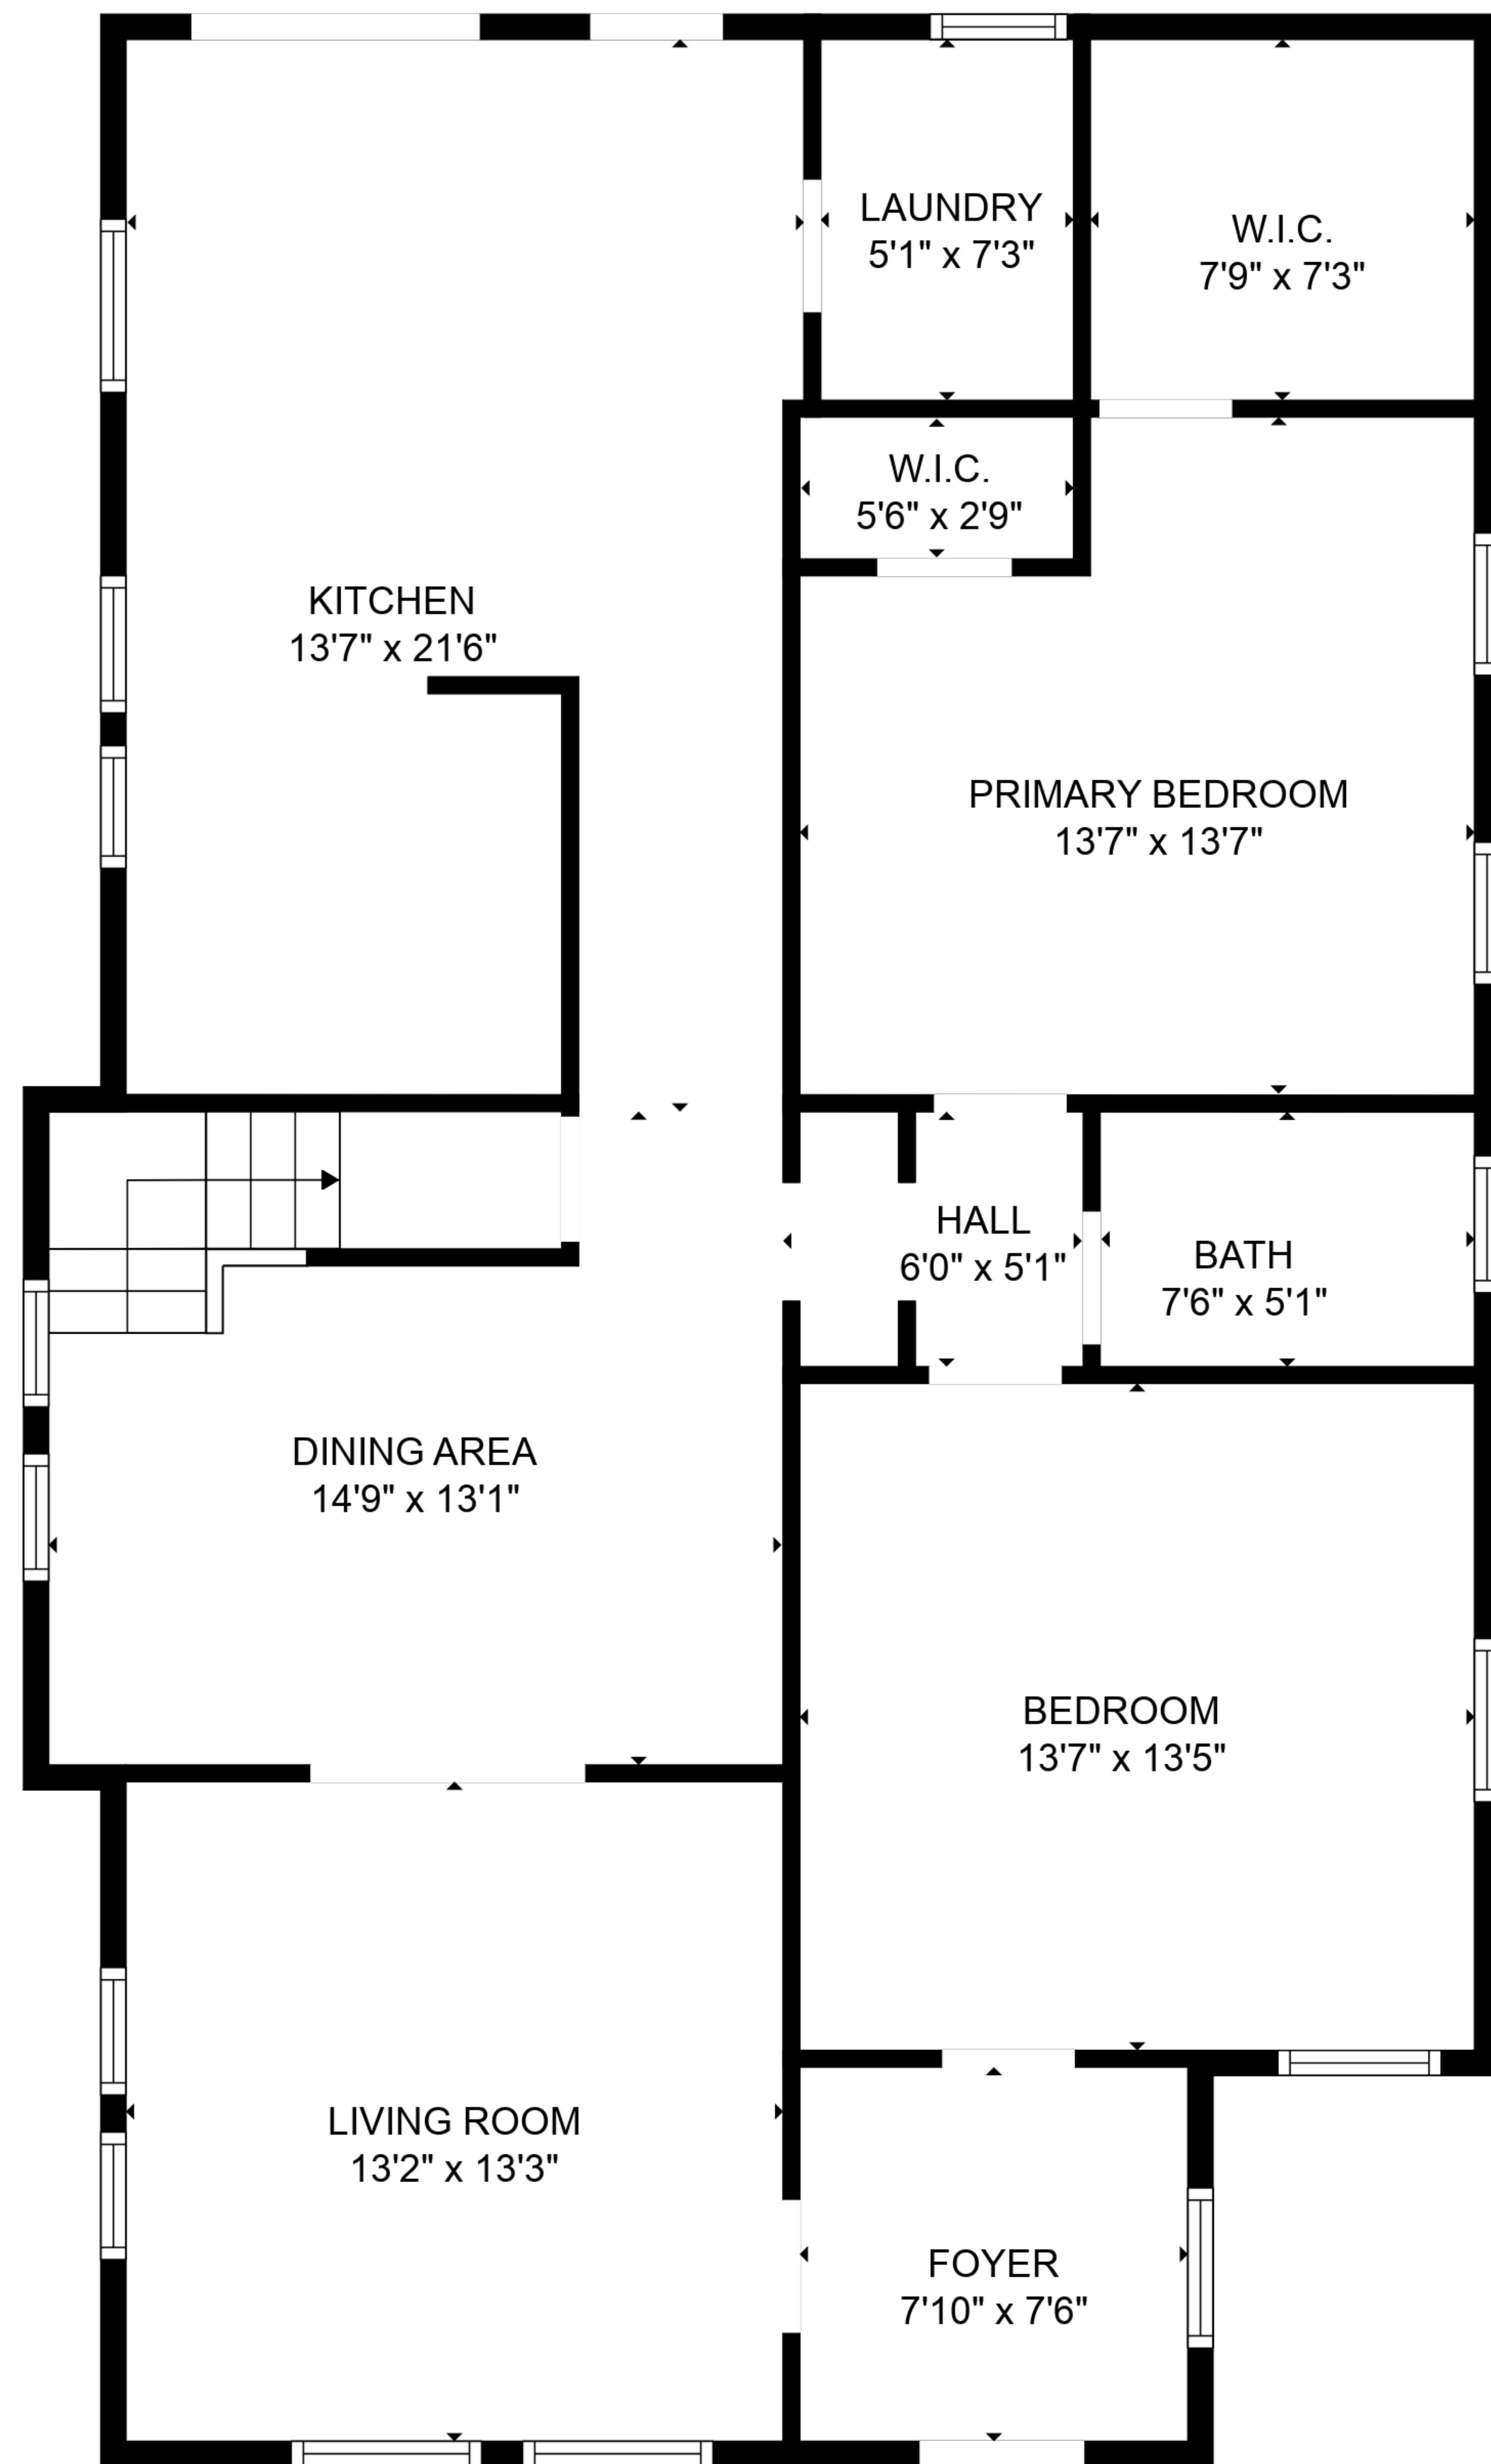 LAUNDRY
5'1" x 7'3"
W.I.C.
7'9" x 7'3"
W.I.C.
5'6" x 2'9"
KITCHEN
13'7" x 21'6"
PRIMARY BEDROOM
13'7" x 13'7"
HALL
6'0" x 5'1"
BATH
7'6" x 5'1"
DINING AREA
14'9" x 13'1"
BEDROOM
13'7" x 13'5"
LIVING ROOM
13'2" x 13'3"
FOYER
7'10" x 7'6"